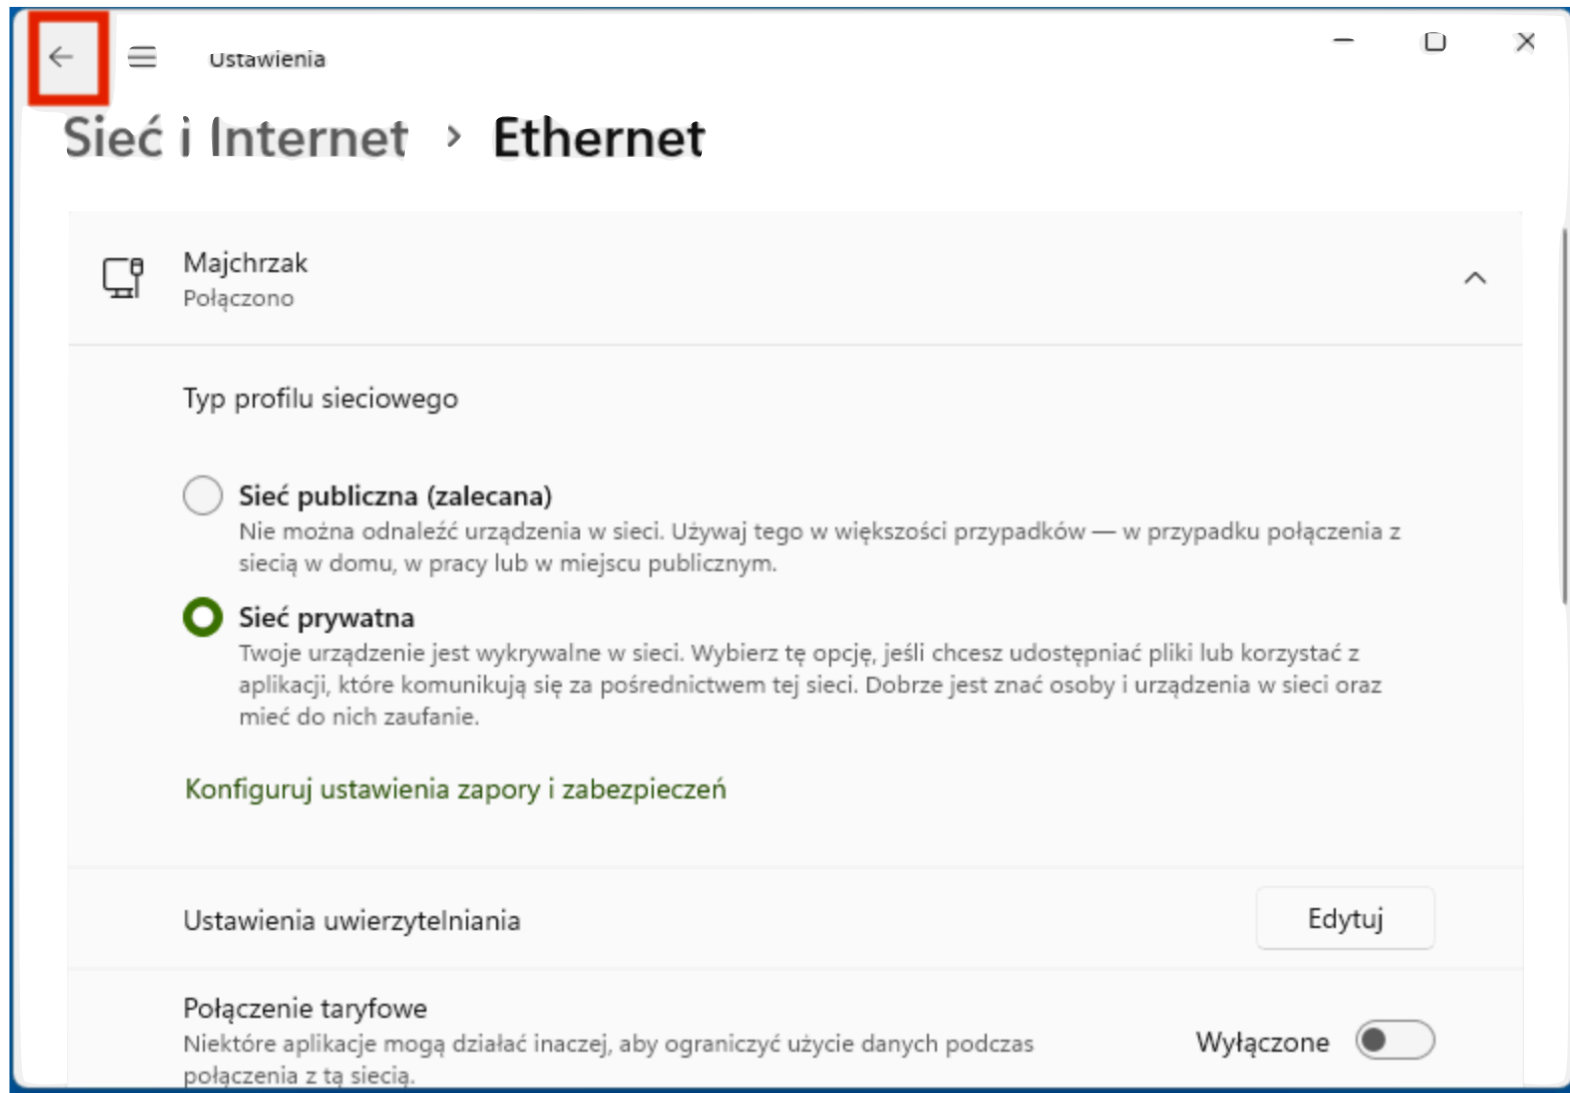 Ustawienia
Sieć i Internet > Ethernet
Majchrzak
Połączono
Typ profilu sieciowego
Sieć publiczna (zalecana)
Nie można odnaleźć urządzenia w sieci. Używaj tego w większości przypadków — w przypadku połączenia z
siecią w domu, w pracy lub w miejscu publicznym.
Sieć prywatna
Twoje urządzenie jest wykrywalne w sieci. Wybierz tę opcję, jeśli chcesz udostępniać pliki lub korzystać z
aplikacji, które komunikują się za pośrednictwem tej sieci. Dobrze jest znać osoby i urządzenia w sieci oraz
mieć do nich zaufanie.
Konfiguruj ustawienia zapory i zabezpieczeń
Ustawienia uwierzytelniania
Edytuj
Połączenie taryfowe
Niektóre aplikacje mogą działać inaczej, aby ograniczyć użycie danych podczas
połączenia z tą siecią.
Wyłączone